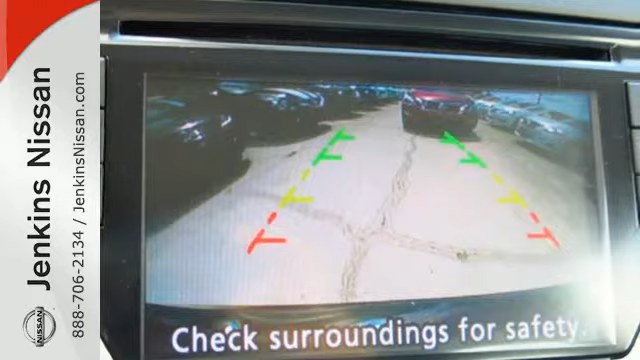 Jenkins Nissan
888-706-2134 / JenkinsNissan.com
NISSAN
Check surroundings for safety.